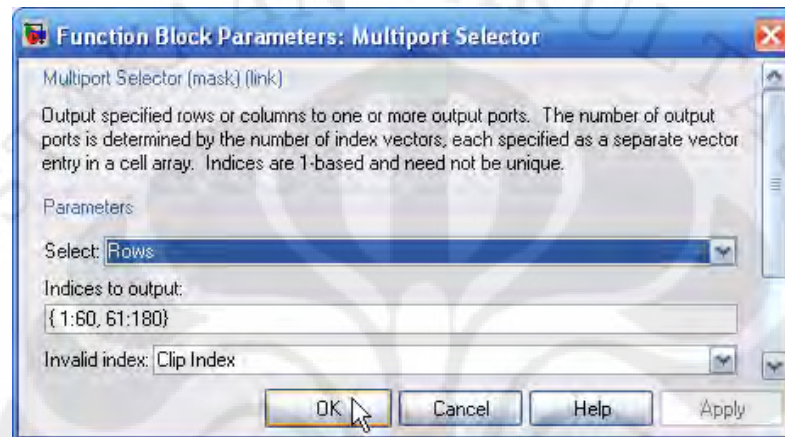 Function Block Parameters: Multiport Selector
Multiport Selector (mask) (link)
Output specified rows or columns to one or more output ports. The number of output
ports is determined by the number of index vectors, each specified as a separate vector
entry in a cell array. Indices are 1-based and need not be unique.
Parameters
Select: Rows
Indices to output:
{ 1:60, 61:180}
Invalid index: Clip Index
OK Cancel Help Apply